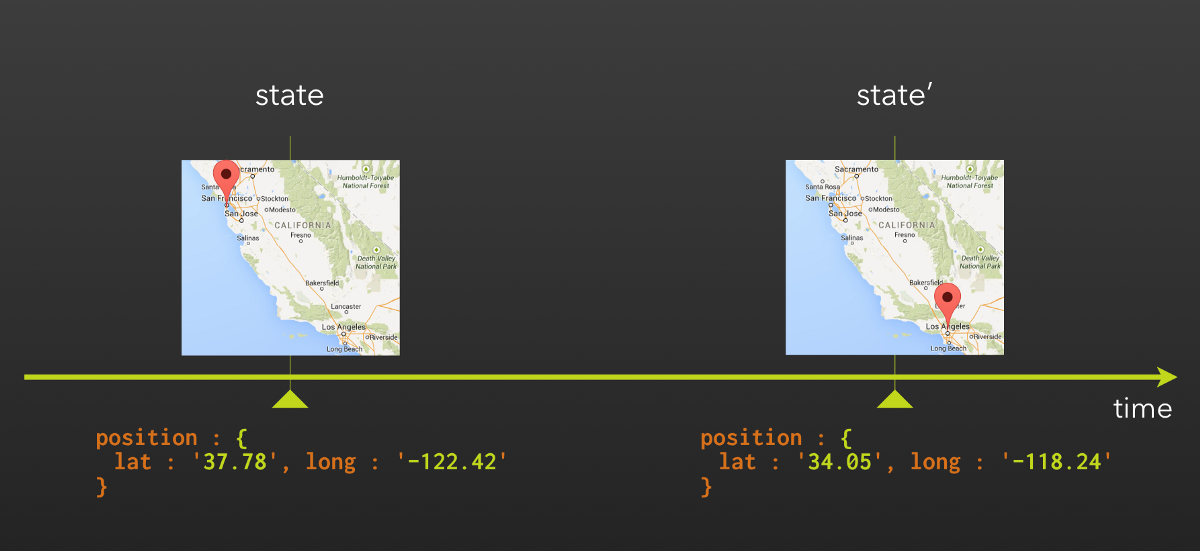 state
state′
cramento
Humboldt-Toiyabe
National Forest
Santa
San Francisco
Stockton
Modesto
San Jose
CALIFORNIA
Salinas
Fresno
Death Valley
National Park
Bakersfield
Lancaster
Los Angeles
Riverside
Long Beach
Sacramento
Humboldt-Toiyabe
National Forest
Santa Rosa
San Francisco
Stockton
Modesto
San Jose
CALIFORNIA
Salinas
Fresno
Death Valley
National Park
Bakersfield
Los Angeles
Riverside
Long Beach
time
position : {
lat : '37.78', long : '-122.42'
}
position : {
lat : '34.05', long : '-118.24'
}